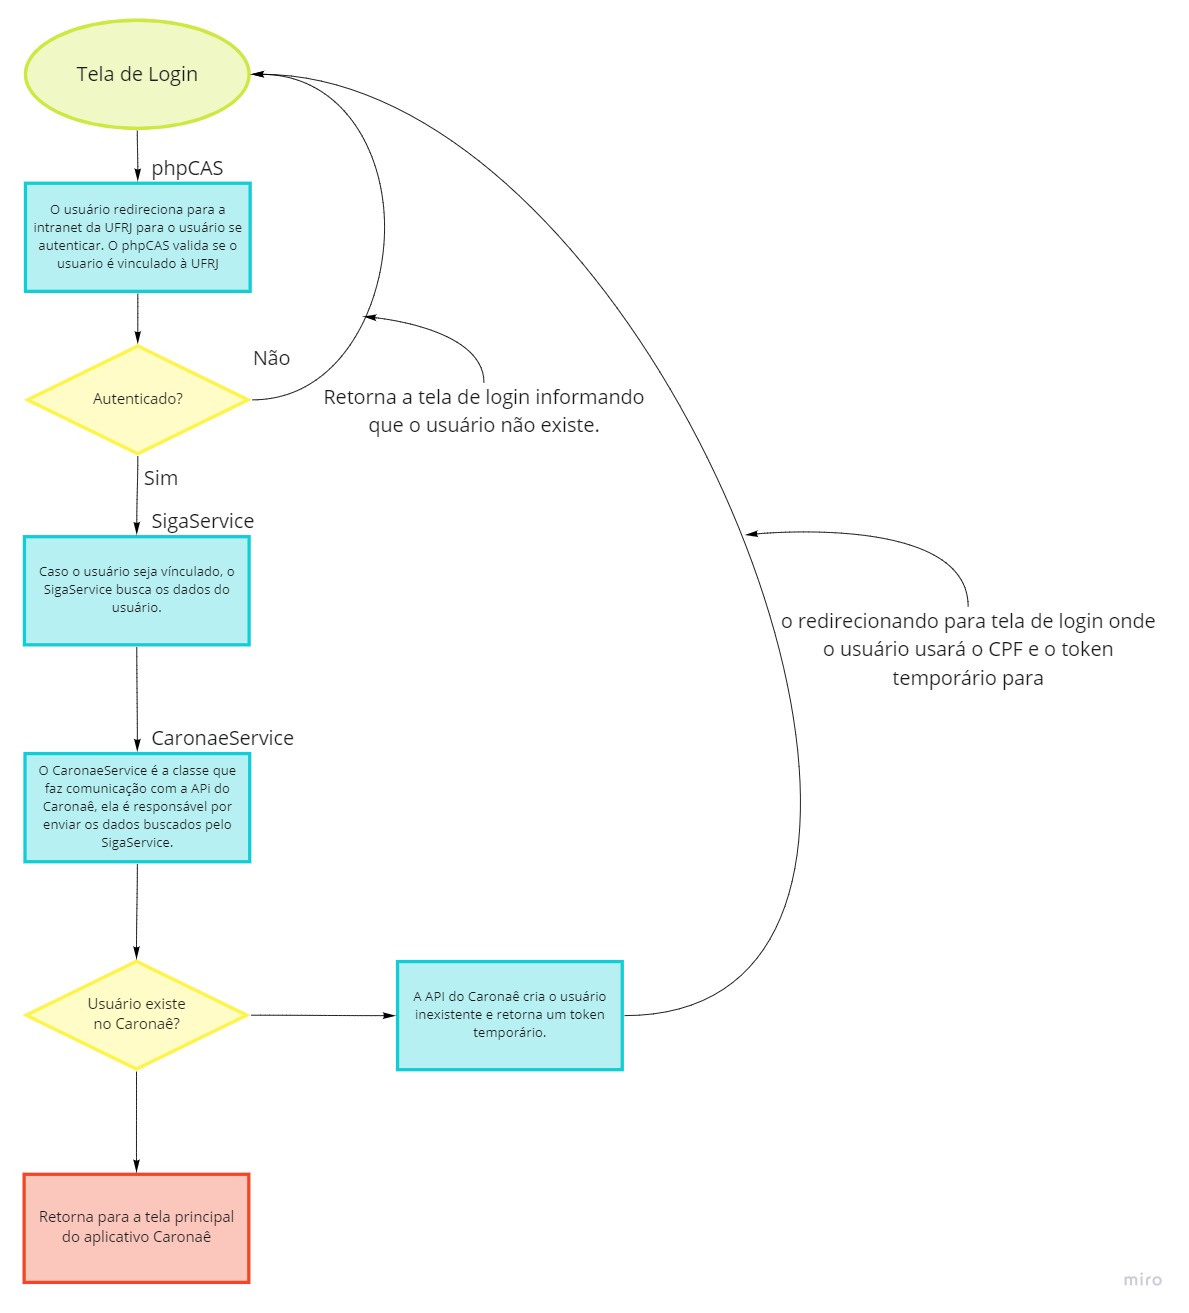 Tela de Login
phpCAS
O usuário redireciona para a
intranet da UFRJ para o usuário se
autenticar. O phpCAS valida se o
usuario é vinculado à UFRJ
Não
Autenticado?
Retorna a tela de login informando
que o usuário não existe.
Sim
SigaService
Caso o usuário seja vínculado, o
SigaService busca os dados do
usuário.
o redirecionando para tela de login onde
o usuário usará o CPF e o token
temporário para
CaronaeService
O CaronaeService é a classe que
faz comunicação com a APi do
Caronaê, ela é responsável por
enviar os dados buscados pelo
SigaService.
Usuário existe
no Caronaê?
A API do Caronaê cria o usuário
inexistente e retorna um token
temporário.
Retorna para a tela principal
do aplicativo Caronaê
miro